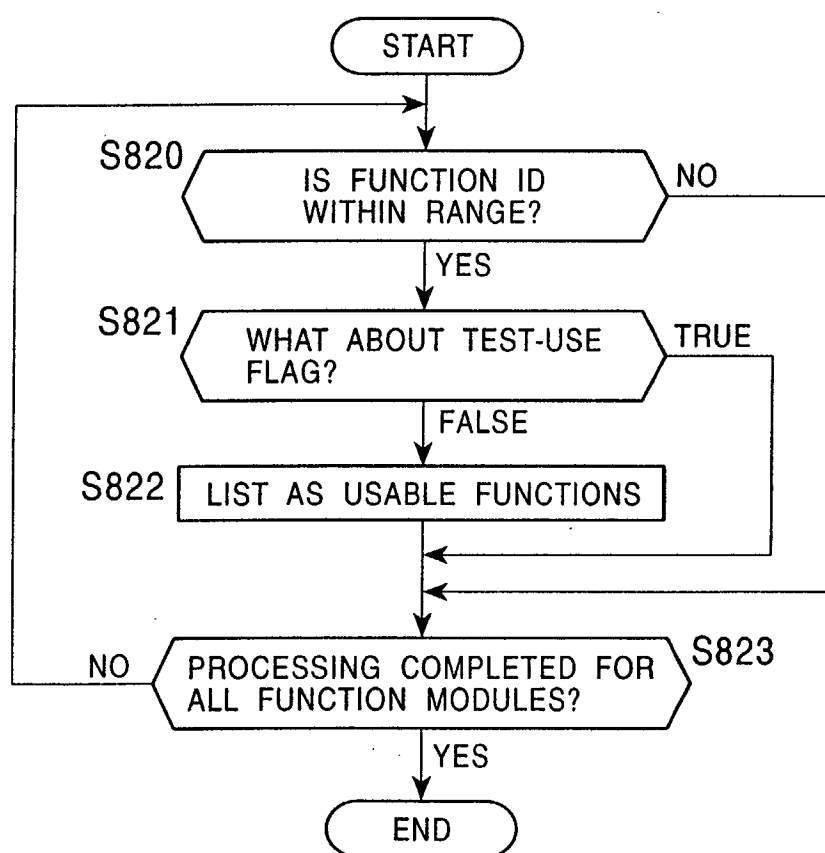 START
S820
IS FUNCTION ID
WITHIN RANGE?
NO
YES
S821
WHAT ABOUT TEST-USE
FLAG?
TRUE
FALSE
S822
LIST AS USABLE FUNCTIONS
S823
NO
PROCESSING COMPLETED FOR
ALL FUNCTION MODULES?
YES
END